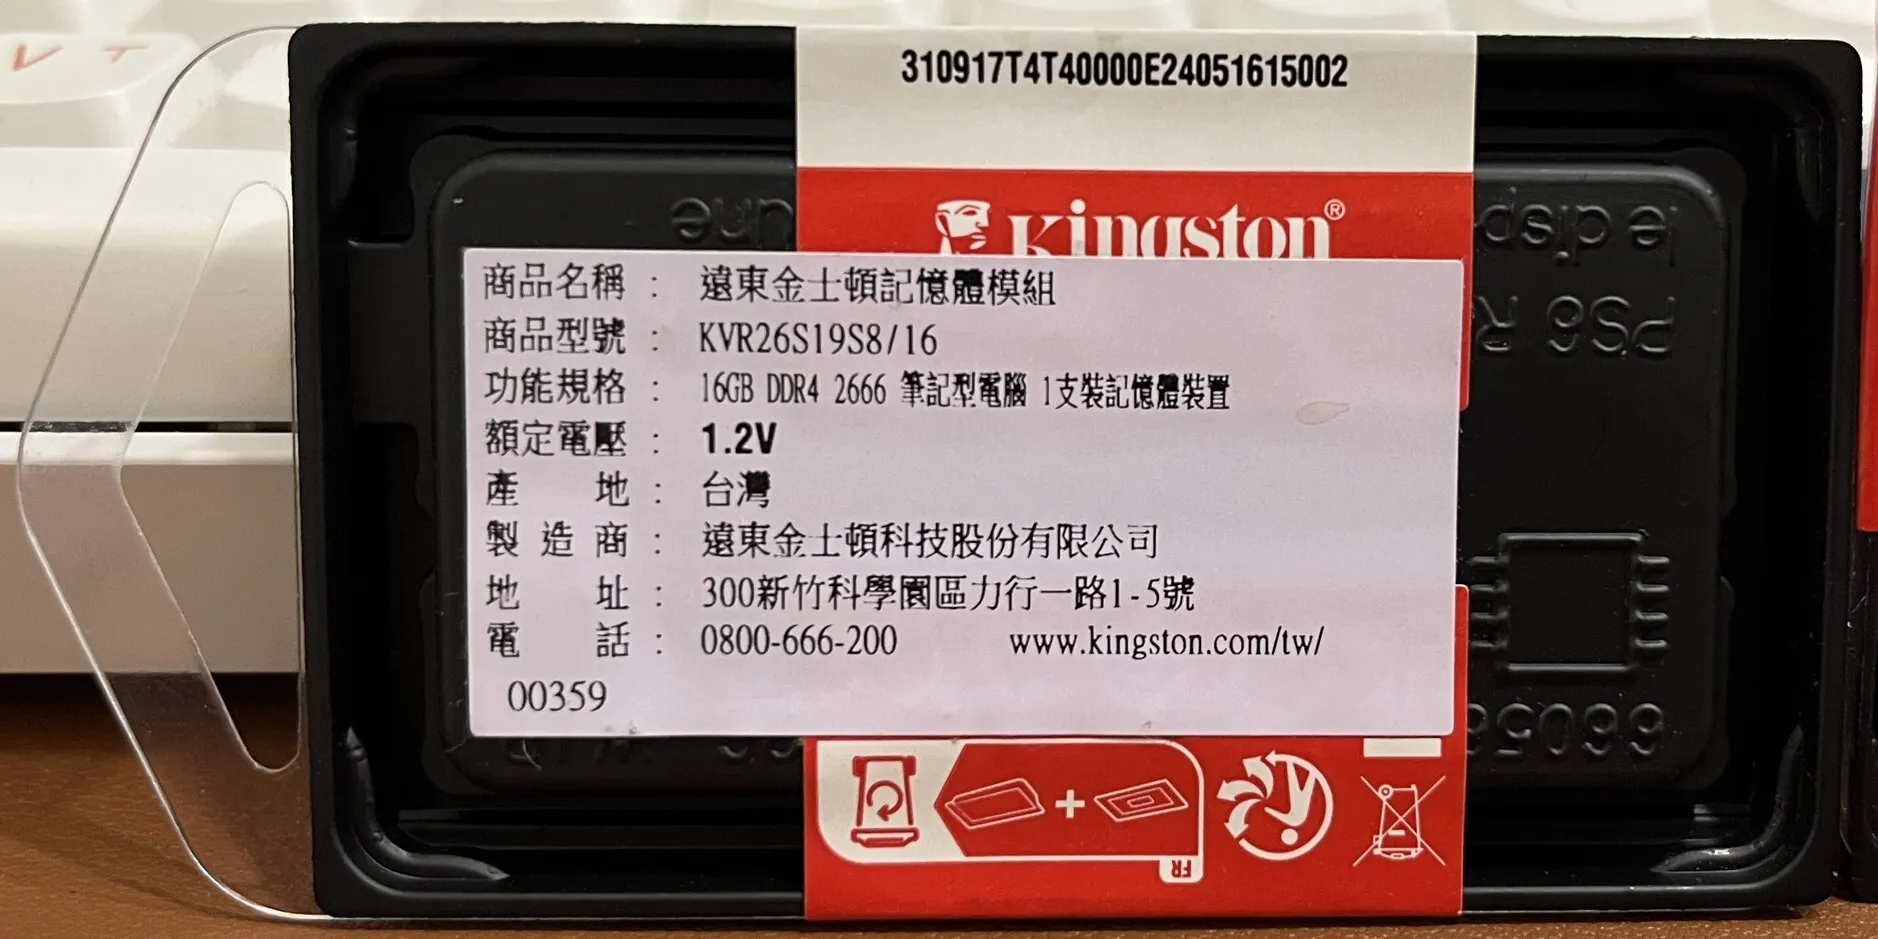 310917T4T40000E24051615002
Kingston®
商品名稱 : 遠東金士頓記憶體模組
商品型號 : KVR26S19S8/16
功能規格 : 16GB DDR4 2666 筆記型電腦 1支裝記憶體裝置
額定電壓 : 1.2V
產 地 : 台灣
製 造 商 : 遠東金士頓科技股份有限公司
地 址 : 300新竹科學園區力行一路1-5號
電 話 : 0800-666-200 www.kingston.com/tw/
00359
FR